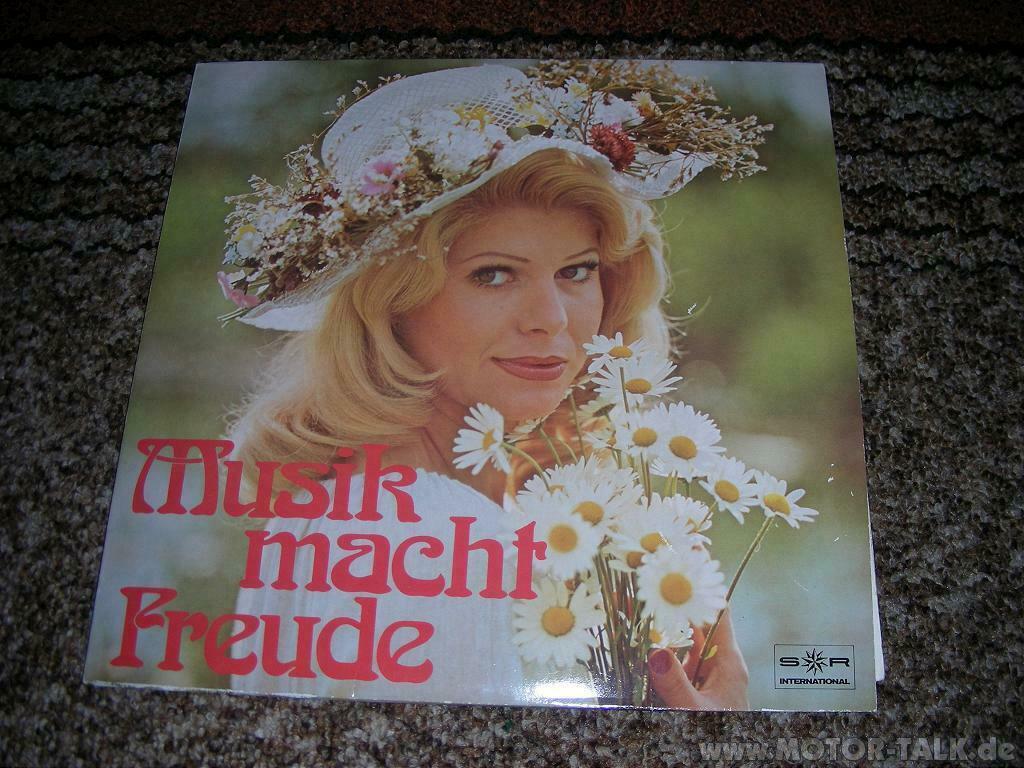 Musik
macht
Freude
S R
INTERNATIONAL
www.MOTOR-TALK.de